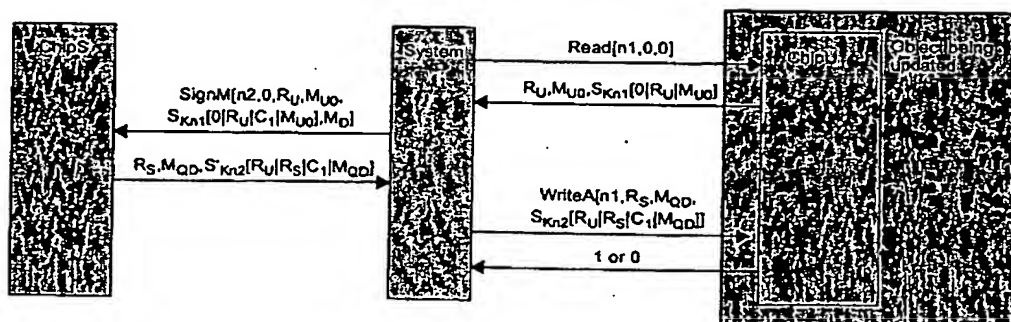 ChipS
System
ChipU
Object being
updated
Read[n1,0,0]
R_U,M_U0,S_Kn1[0|R_U|M_U0]
SignM[n2,0,R_U,M_U0,
S_Kn1[0|R_U|C_1|M_U0],M_D]
R_S,M_QD,S_Kn2[R_U|R_S|C_1|M_QD]
WriteA[n1,R_S,M_QD,
S_Kn2[R_U|R_S|C_1|M_QD]]
1 or 0